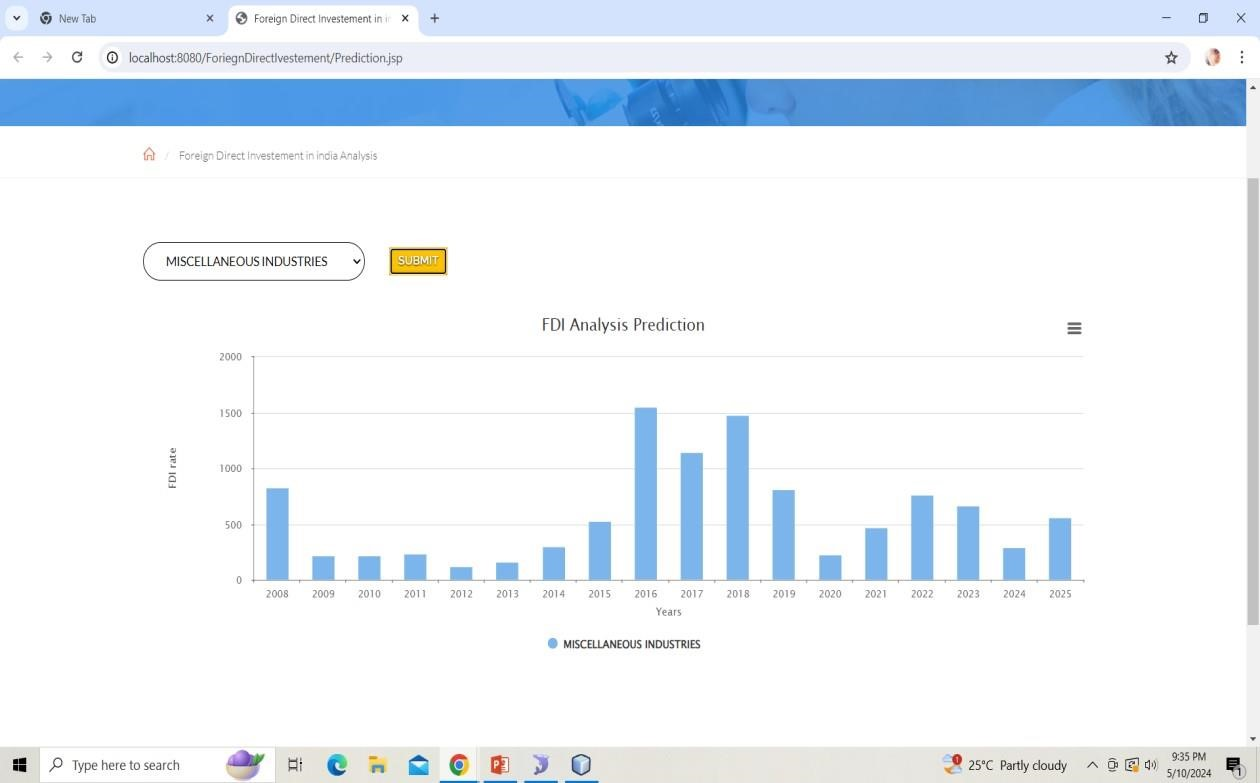 New Tab
Foreign Direct Investement in ir
localhost:8080/ForiegnDirectIvestement/Prediction.jsp
Foreign Direct Investement in india Analysis
MISCELLANEOUS INDUSTRIES
SUBMIT
FDI Analysis Prediction
2000
1500
1000
500
0
FDI rate
2008 2009 2010 2011 2012 2013 2014 2015 2016 2017 2018 2019 2020 2021 2022 2023 2024 2025
Years
MISCELLANEOUS INDUSTRIES
Type here to search
1
25°C Partly cloudy
9:35 PM
5/10/2024
1